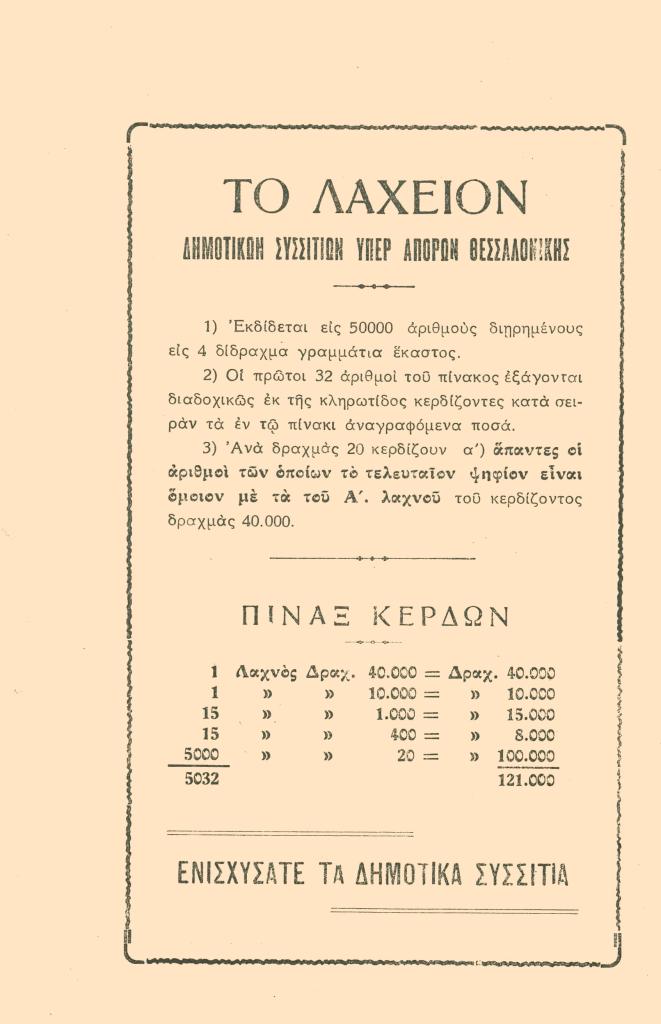 ΤΟ ΛΑΧΕΙΟΝ
ΔΗΜΟΤΙΚΩΝ ΣΥΣΣΙΤΙΩΝ ΥΠΕΡ ΑΠΟΡΩΝ ΘΕΣΣΑΛΟΝΙΚΗΣ
1) Ἐκδίδεται εἰς 50000 ἀριθμοὺς διῃρημένους
εἰς 4 δίδραχμα γραμμάτια ἕκαστος.
2) Οἱ πρῶτοι 32 ἀριθμοὶ τοῦ πίνακος ἐξάγονται
διαδοχικῶς ἐκ τῆς κληρωτίδος κερδίζοντες κατὰ σει-
ρὰν τὰ ἐν τῷ πίνακι ἀναγραφόμενα ποσά.
3) Ἀνὰ δραχμὰς 20 κερδίζουν α') ἅπαντες οἱ
ἀριθμοὶ τῶν ὁποίων τὸ τελευταῖον ψηφίον εἶναι
ὅμοιον μὲ τὰ τοῦ Α'. λαχνοῦ τοῦ κερδίζοντος
δραχμὰς 40.000.
ΠΙΝΑΞ ΚΕΡΔΩΝ
1 Λαχνὸς Δραχ. 40.000 = Δραχ. 40.000
1 » » 10.000 = » 10.000
15 » » 1.000 = » 15.000
15 » » 400 = » 8.000
5000 » » 20 = » 100.000
5032 121.000
ΕΝΙΣΧΥΣΑΤΕ ΤΑ ΔΗΜΟΤΙΚΑ ΣΥΣΣΙΤΙΑ